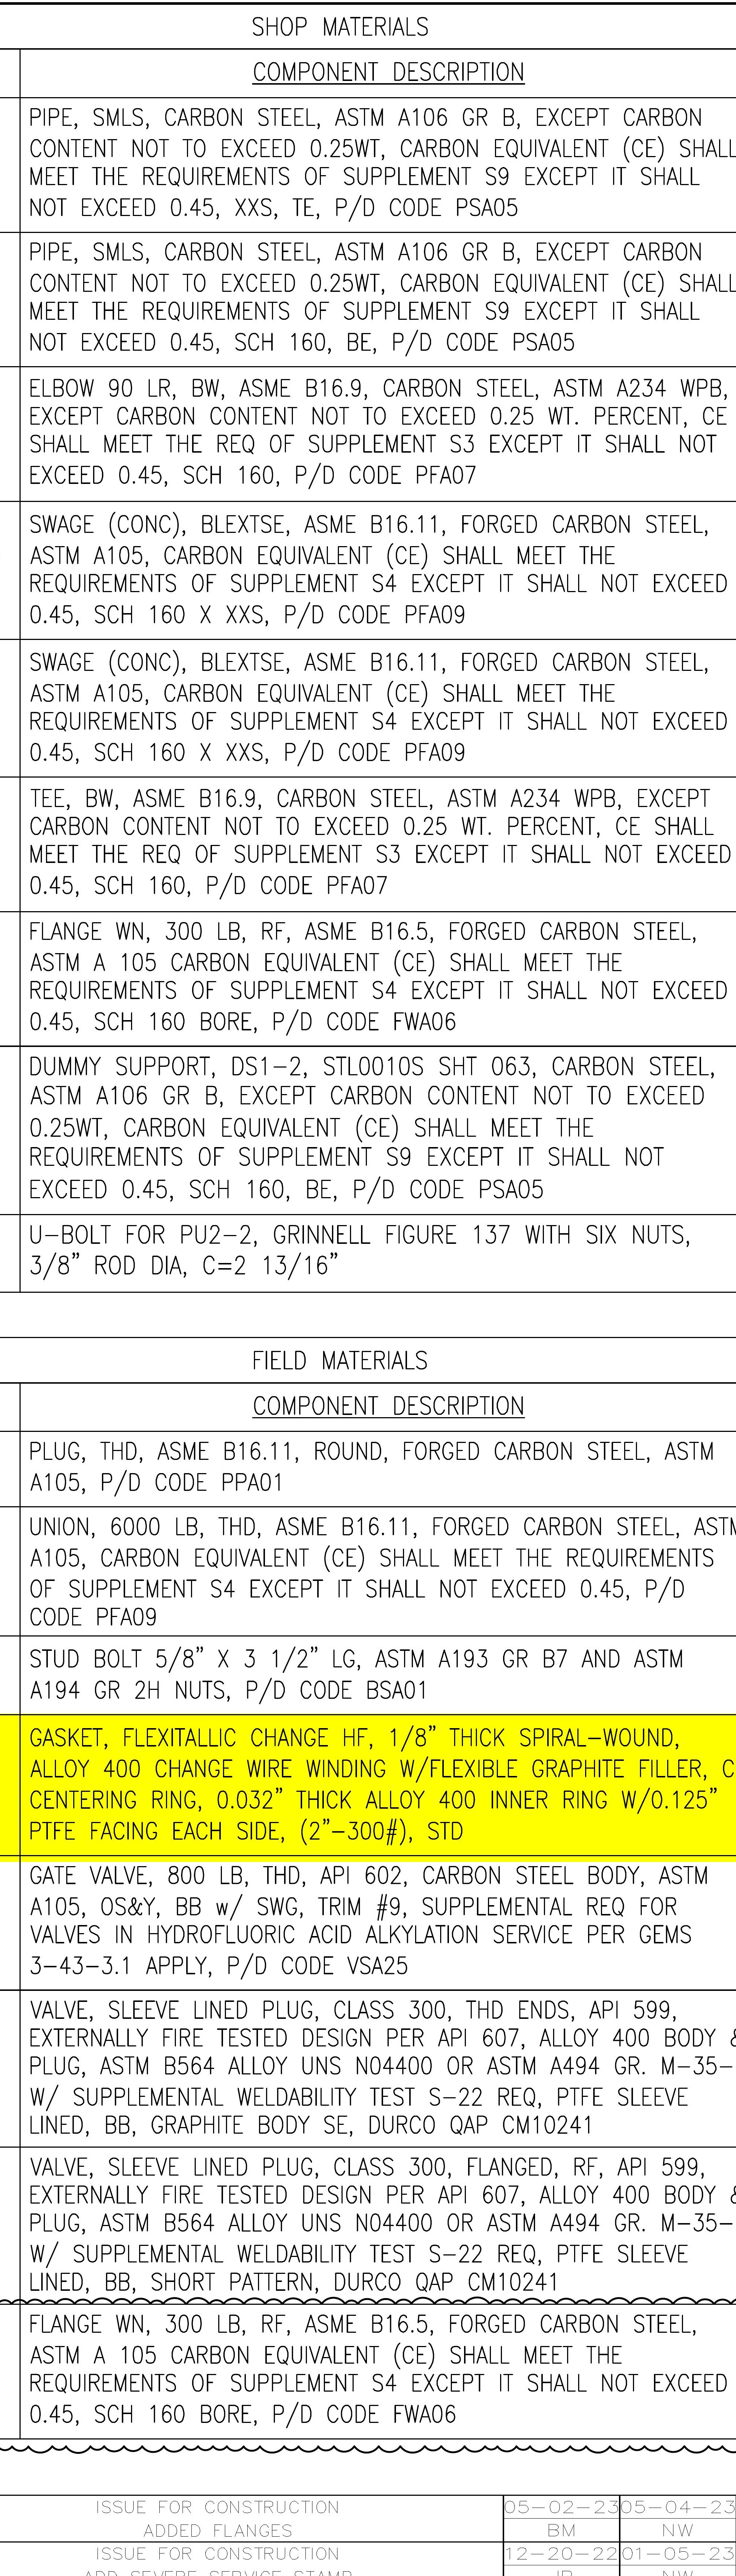 SHOP MATERIALS
COMPONENT DESCRIPTION
PIPE, SMLS, CARBON STEEL, ASTM A106 GR B, EXCEPT CARBON
CONTENT NOT TO EXCEED 0.25WT, CARBON EQUIVALENT (CE) SHALL
MEET THE REQUIREMENTS OF SUPPLEMENT S9 EXCEPT IT SHALL
NOT EXCEED 0.45, XXS, TE, P/D CODE PSA05
PIPE, SMLS, CARBON STEEL, ASTM A106 GR B, EXCEPT CARBON
CONTENT NOT TO EXCEED 0.25WT, CARBON EQUIVALENT (CE) SHALL
MEET THE REQUIREMENTS OF SUPPLEMENT S9 EXCEPT IT SHALL
NOT EXCEED 0.45, SCH 160, BE, P/D CODE PSA05
ELBOW 90 LR, BW, ASME B16.9, CARBON STEEL, ASTM A234 WPB,
EXCEPT CARBON CONTENT NOT TO EXCEED 0.25 WT. PERCENT, CE
SHALL MEET THE REQ OF SUPPLEMENT S3 EXCEPT IT SHALL NOT
EXCEED 0.45, SCH 160, P/D CODE PFA07
SWAGE (CONC), BLEXTSE, ASME B16.11, FORGED CARBON STEEL,
ASTM A105, CARBON EQUIVALENT (CE) SHALL MEET THE
REQUIREMENTS OF SUPPLEMENT S4 EXCEPT IT SHALL NOT EXCEED
0.45, SCH 160 X XXS, P/D CODE PFA09
SWAGE (CONC), BLEXTSE, ASME B16.11, FORGED CARBON STEEL,
ASTM A105, CARBON EQUIVALENT (CE) SHALL MEET THE
REQUIREMENTS OF SUPPLEMENT S4 EXCEPT IT SHALL NOT EXCEED
0.45, SCH 160 X XXS, P/D CODE PFA09
TEE, BW, ASME B16.9, CARBON STEEL, ASTM A234 WPB, EXCEPT
CARBON CONTENT NOT TO EXCEED 0.25 WT. PERCENT, CE SHALL
MEET THE REQ OF SUPPLEMENT S3 EXCEPT IT SHALL NOT EXCEED
0.45, SCH 160, P/D CODE PFA07
FLANGE WN, 300 LB, RF, ASME B16.5, FORGED CARBON STEEL,
ASTM A 105 CARBON EQUIVALENT (CE) SHALL MEET THE
REQUIREMENTS OF SUPPLEMENT S4 EXCEPT IT SHALL NOT EXCEED
0.45, SCH 160 BORE, P/D CODE FWA06
DUMMY SUPPORT, DS1-2, STL0010S SHT 063, CARBON STEEL,
ASTM A106 GR B, EXCEPT CARBON CONTENT NOT TO EXCEED
0.25WT, CARBON EQUIVALENT (CE) SHALL MEET THE
REQUIREMENTS OF SUPPLEMENT S9 EXCEPT IT SHALL NOT
EXCEED 0.45, SCH 160, BE, P/D CODE PSA05
U-BOLT FOR PU2-2, GRINNELL FIGURE 137 WITH SIX NUTS,
3/8" ROD DIA, C=2 13/16"
FIELD MATERIALS
COMPONENT DESCRIPTION
PLUG, THD, ASME B16.11, ROUND, FORGED CARBON STEEL, ASTM
A105, P/D CODE PPA01
UNION, 6000 LB, THD, ASME B16.11, FORGED CARBON STEEL, ASTM
A105, CARBON EQUIVALENT (CE) SHALL MEET THE REQUIREMENTS
OF SUPPLEMENT S4 EXCEPT IT SHALL NOT EXCEED 0.45, P/D
CODE PFA09
STUD BOLT 5/8" X 3 1/2" LG, ASTM A193 GR B7 AND ASTM
A194 GR 2H NUTS, P/D CODE BSA01
GASKET, FLEXITALLIC CHANGE HF, 1/8" THICK SPIRAL-WOUND,
ALLOY 400 CHANGE WIRE WINDING W/FLEXIBLE GRAPHITE FILLER, C
CENTERING RING, 0.032" THICK ALLOY 400 INNER RING W/0.125"
PTFE FACING EACH SIDE, (2"-300#), STD
GATE VALVE, 800 LB, THD, API 602, CARBON STEEL BODY, ASTM
A105, OS&Y, BB w/ SWG, TRIM #9, SUPPLEMENTAL REQ FOR
VALVES IN HYDROFLUORIC ACID ALKYLATION SERVICE PER GEMS
3-43-3.1 APPLY, P/D CODE VSA25
VALVE, SLEEVE LINED PLUG, CLASS 300, THD ENDS, API 599,
EXTERNALLY FIRE TESTED DESIGN PER API 607, ALLOY 400 BODY &
PLUG, ASTM B564 ALLOY UNS N04400 OR ASTM A494 GR. M-35-
W/ SUPPLEMENTAL WELDABILITY TEST S-22 REQ, PTFE SLEEVE
LINED, BB, GRAPHITE BODY SE, DURCO QAP CM10241
VALVE, SLEEVE LINED PLUG, CLASS 300, FLANGED, RF, API 599,
EXTERNALLY FIRE TESTED DESIGN PER API 607, ALLOY 400 BODY &
PLUG, ASTM B564 ALLOY UNS N04400 OR ASTM A494 GR. M-35-
W/ SUPPLEMENTAL WELDABILITY TEST S-22 REQ, PTFE SLEEVE
LINED, BB, SHORT PATTERN, DURCO QAP CM10241
FLANGE WN, 300 LB, RF, ASME B16.5, FORGED CARBON STEEL,
ASTM A 105 CARBON EQUIVALENT (CE) SHALL MEET THE
REQUIREMENTS OF SUPPLEMENT S4 EXCEPT IT SHALL NOT EXCEED
0.45, SCH 160 BORE, P/D CODE FWA06
ISSUE FOR CONSTRUCTION 05-02-23 05-04-23
ADDED FLANGES BM NW
ISSUE FOR CONSTRUCTION 12-20-22 01-05-23
ADD SEVERE SERVICE STAMP NW